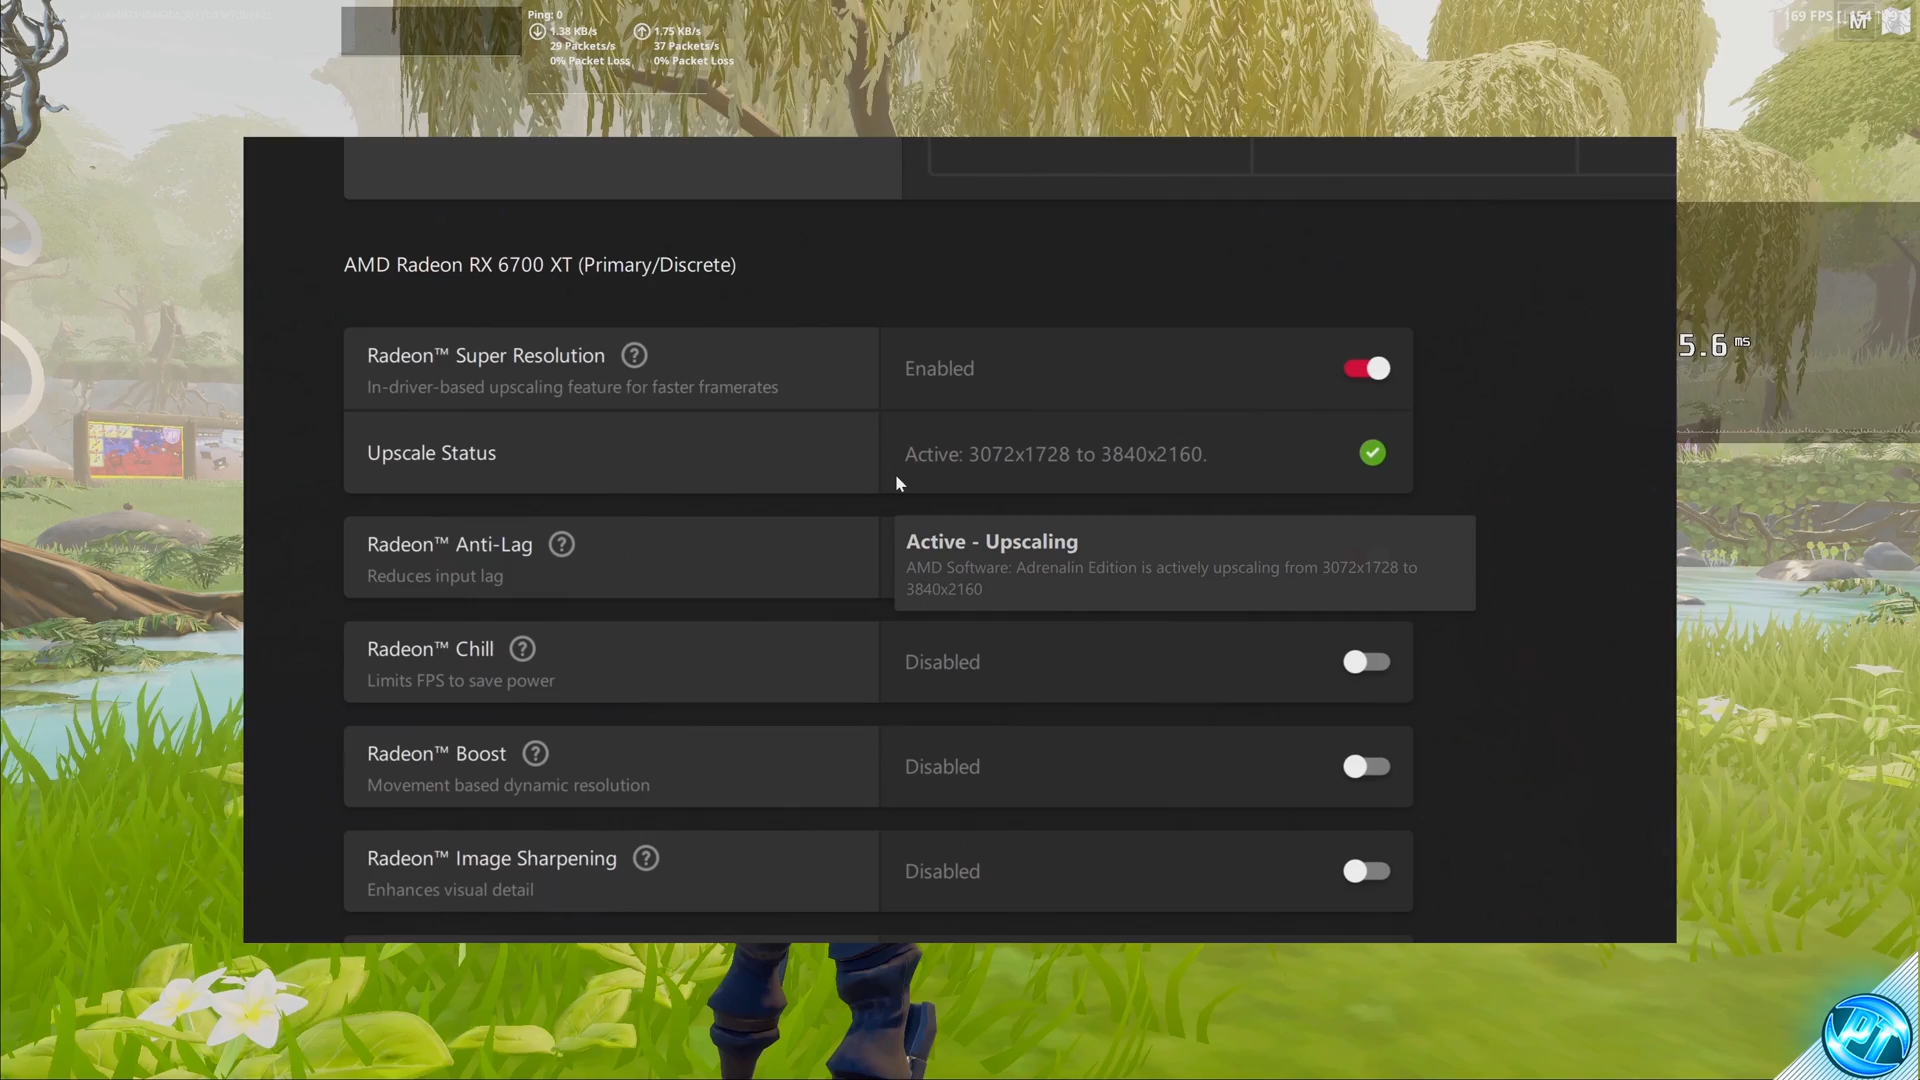 Ping: 0
1.38 KB/s 1.75 KB/s
29 Packets/s 37 Packets/s
0% Packet Loss 0% Packet Loss
169 FPS
M
AMD Radeon RX 6700 XT (Primary/Discrete)
Radeon™ Super Resolution ?
Enabled
In-driver-based upscaling feature for faster framerates
5.6 ms
Upscale Status
Active: 3072x1728 to 3840x2160.
Radeon™ Anti-Lag ?
Reduces input lag
Active - Upscaling
AMD Software: Adrenalin Edition is actively upscaling from 3072x1728 to
3840x2160
Radeon™ Chill ?
Disabled
Limits FPS to save power
Radeon™ Boost ?
Disabled
Movement based dynamic resolution
Radeon™ Image Sharpening ?
Disabled
Enhances visual detail